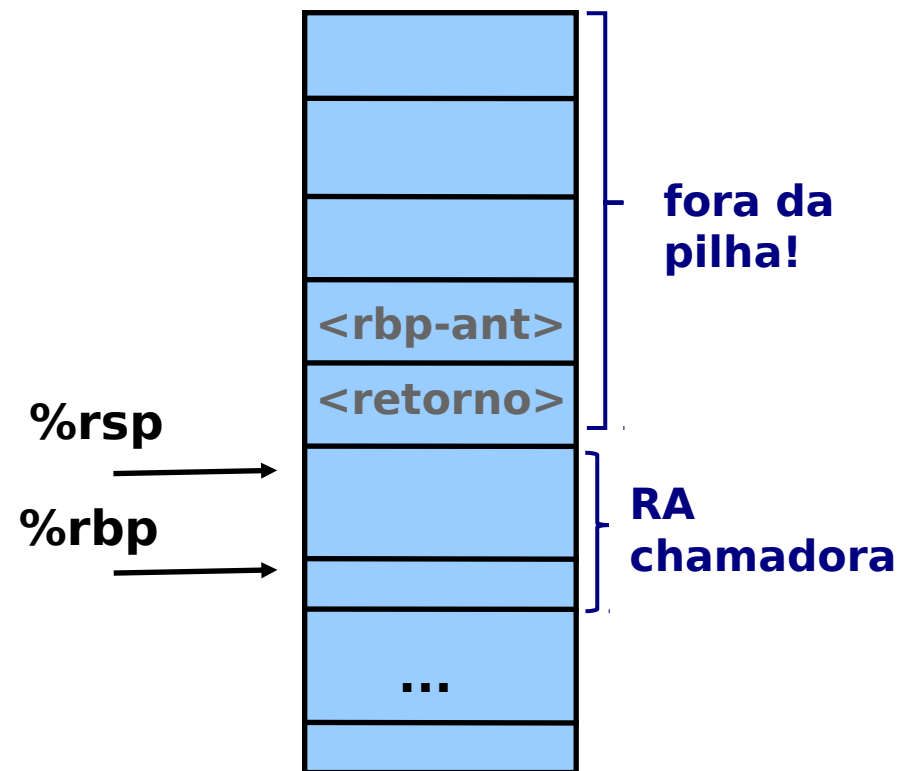 fora da
pilha!
<rbp-ant>
<retorno>
%rsp
RA
chamadora
%rbp
...